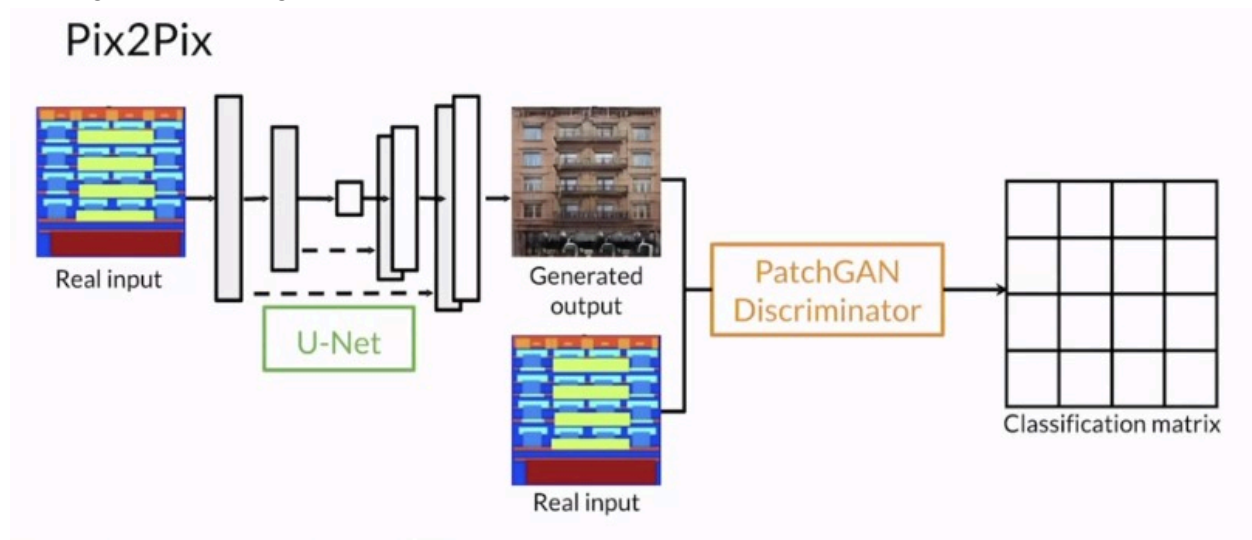 Pix2Pix
Real input
U-Net
Generated
output
Real input
PatchGAN
Discriminator
Classification matrix